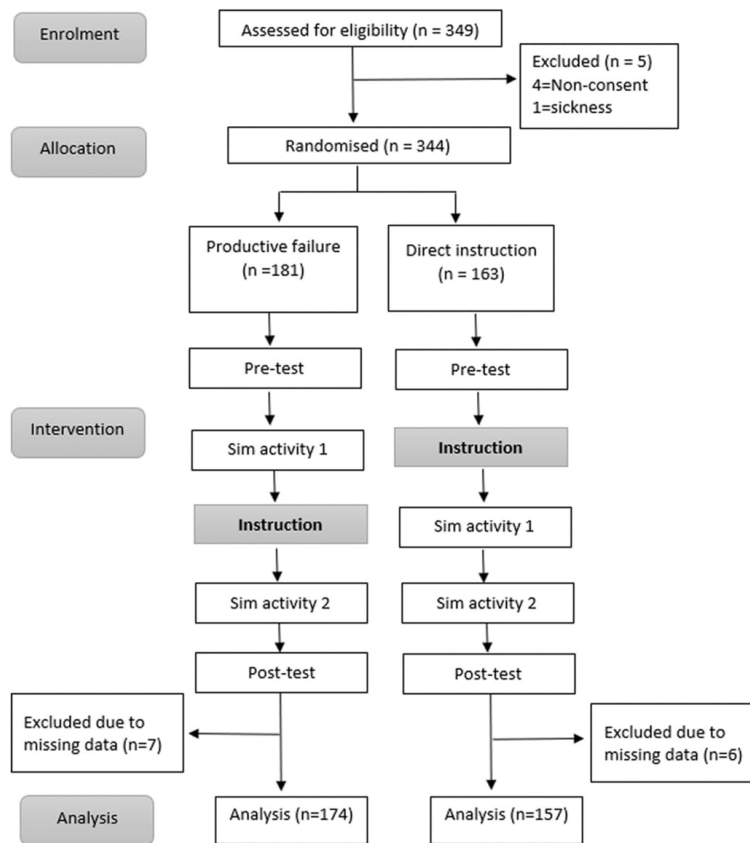 Enrolment
Assessed for eligibility (n = 349)
Excluded (n = 5)
4=Non-consent
1=sickness
Allocation
Randomised (n = 344)
Productive failure
(n =181)
Direct instruction
(n = 163)
Pre-test
Pre-test
Intervention
Sim activity 1
Instruction
Instruction
Sim activity 1
Sim activity 2
Sim activity 2
Post-test
Post-test
Excluded due to
missing data (n=7)
Excluded due to
missing data (n=6)
Analysis
Analysis (n=174)
Analysis (n=157)